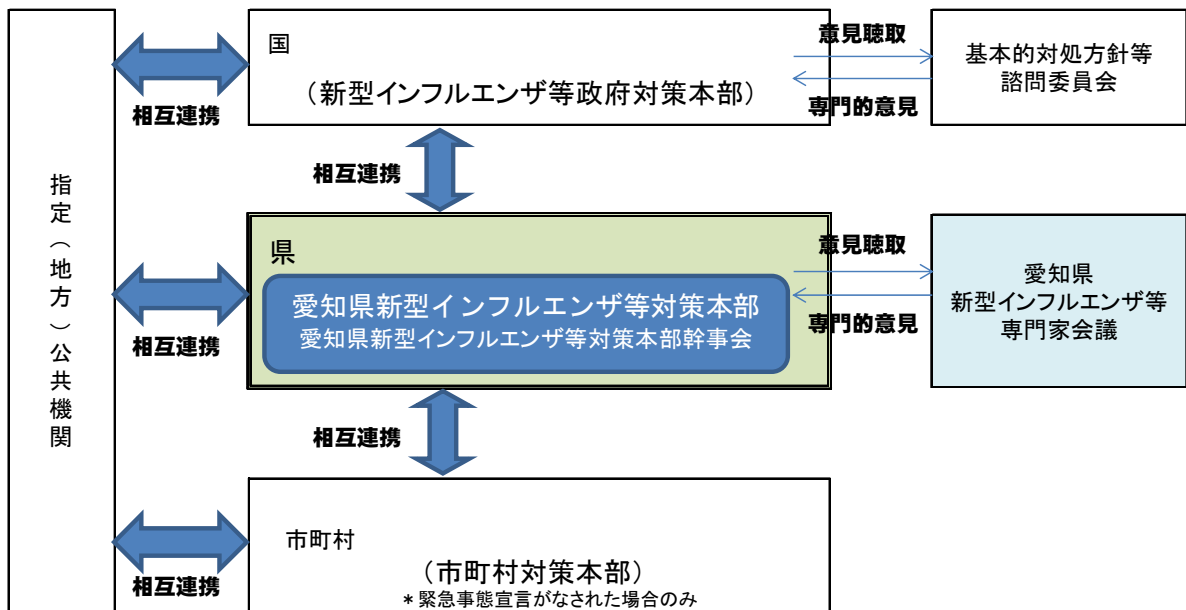 指定（地方）公共機関
国
（新型インフルエンザ等政府対策本部）
相互連携
意見聴取
専門的意見
基本的対処方針等
諮問委員会
相互連携
県
愛知県新型インフルエンザ等対策本部
愛知県新型インフルエンザ等対策本部幹事会
相互連携
意見聴取
専門的意見
愛知県
新型インフルエンザ等
専門家会議
相互連携
市町村
（市町村対策本部）
＊緊急事態宣言がなされた場合のみ
相互連携